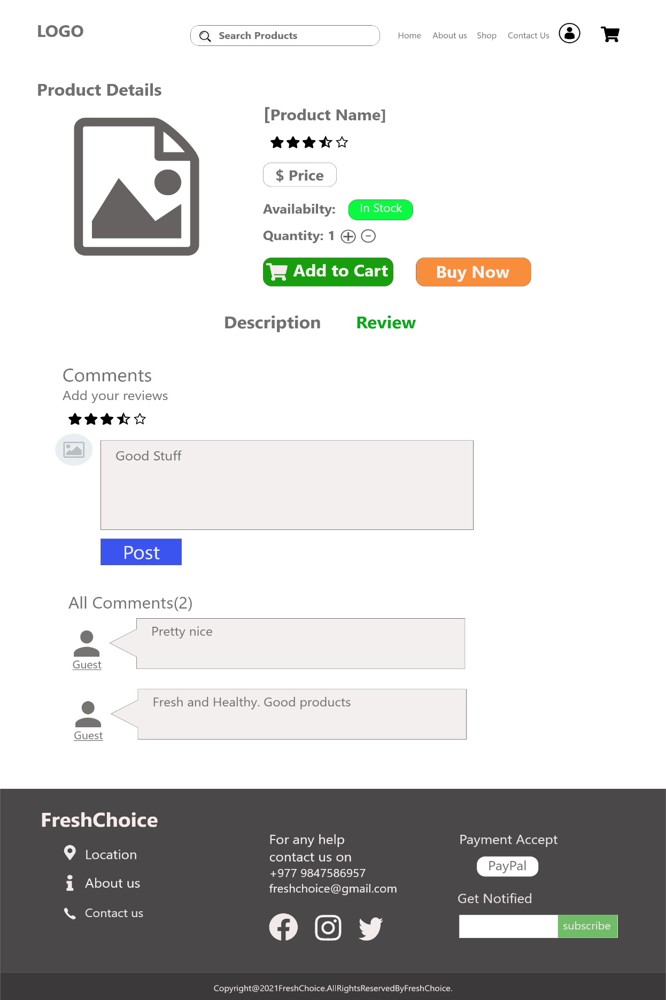 LOGO
Search Products
Home About us Shop Contact Us
Product Details
[Product Name]
$ Price
Availabilty: In Stock
Quantity: 1
Add to Cart Buy Now
Description Review
Comments
Add your reviews
Good Stuff
Post
All Comments(2)
Pretty nice
Guest
Fresh and Healthy. Good products
Guest
FreshChoice
Location
About us
Contact us
For any help
contact us on
+977 9847586957
freshchoice@gmail.com
Payment Accept
PayPal
Get Notified
subscribe
Copyright@2021FreshChoice.AllRightsReservedByFreshChoice.